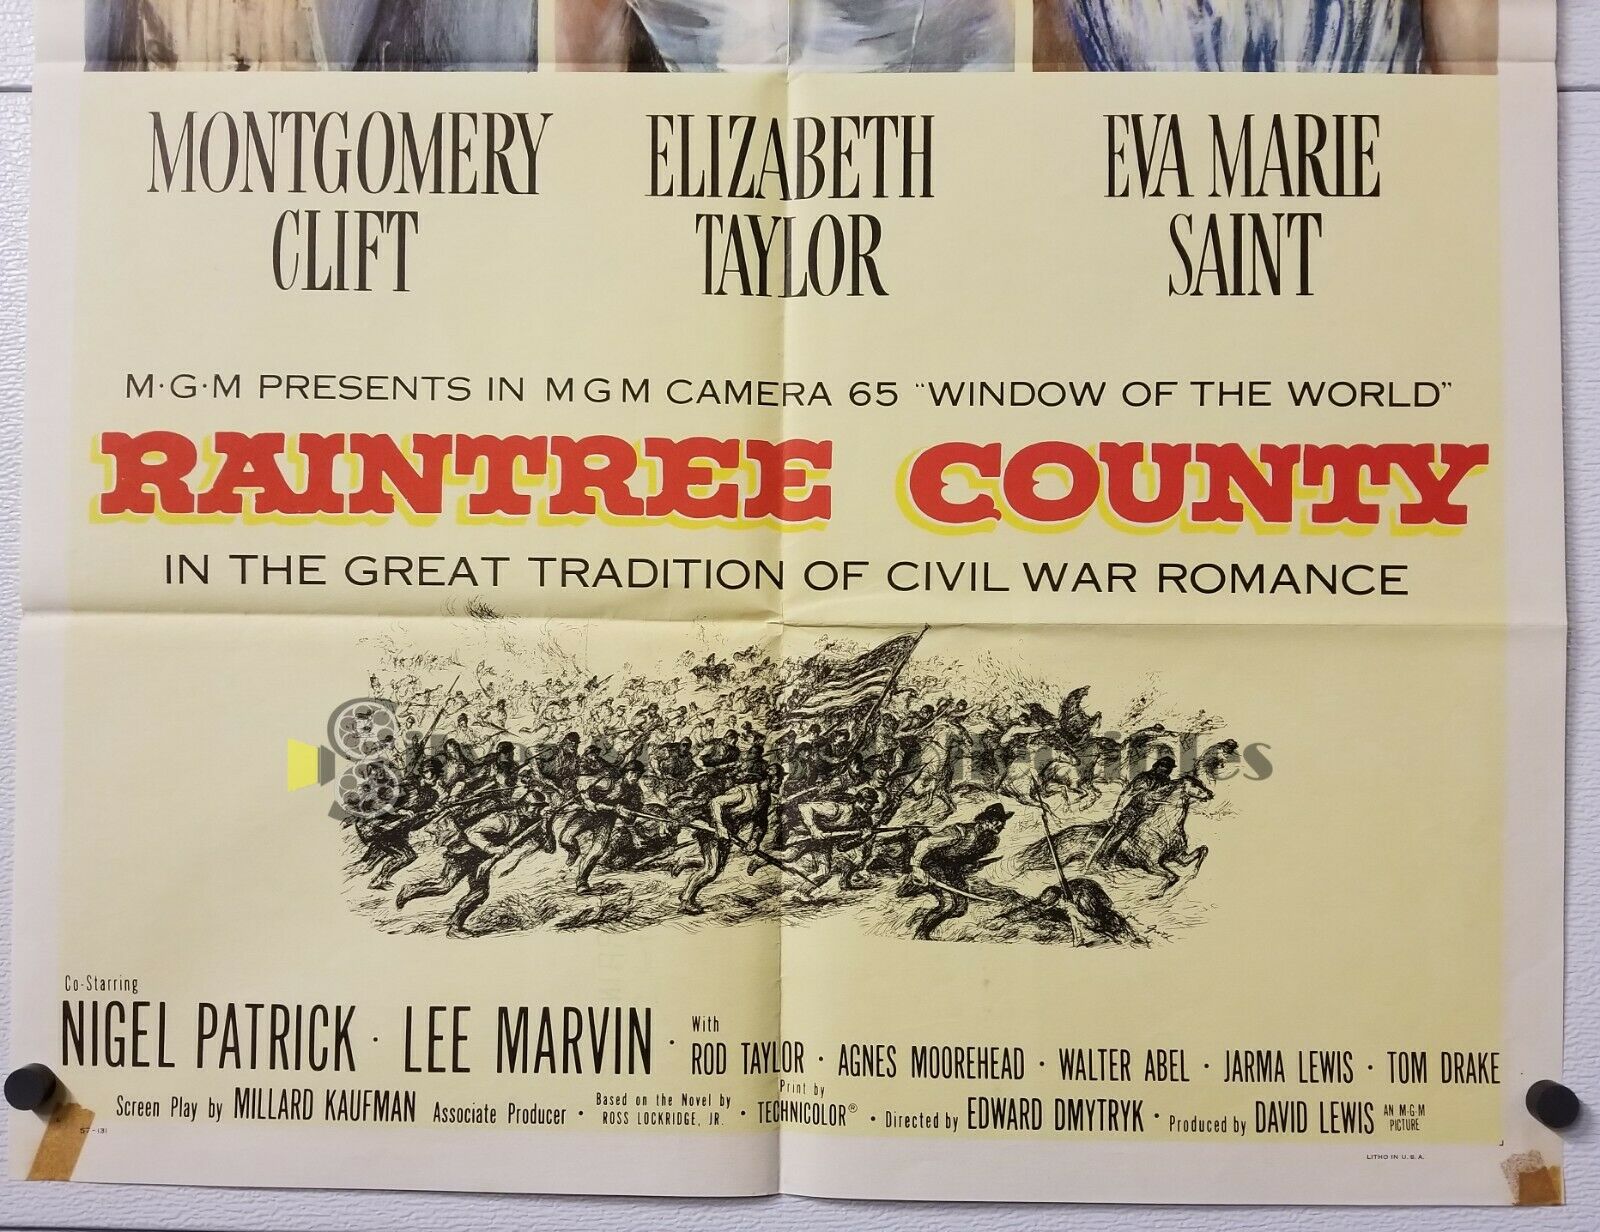 MONTGOMERY CLIFT
ELIZABETH TAYLOR
EVA MARIE SAINT
M·G·M PRESENTS IN MGM CAMERA 65 "WINDOW OF THE WORLD"
RAINTREE COUNTY
IN THE GREAT TRADITION OF CIVIL WAR ROMANCE
Co-Starring
NIGEL PATRICK · LEE MARVIN · With ROD TAYLOR · AGNES MOOREHEAD · WALTER ABEL · JARMA LEWIS · TOM DRAKE
Screen Play by MILLARD KAUFMAN Associate Producer · Based on the Novel by ROSS LOCKRIDGE, JR. · Print by TECHNICOLOR® · Directed by EDWARD DMYTRYK · Produced by DAVID LEWIS AN M·G·M PICTURE
57-131
LITHO IN U.S.A.